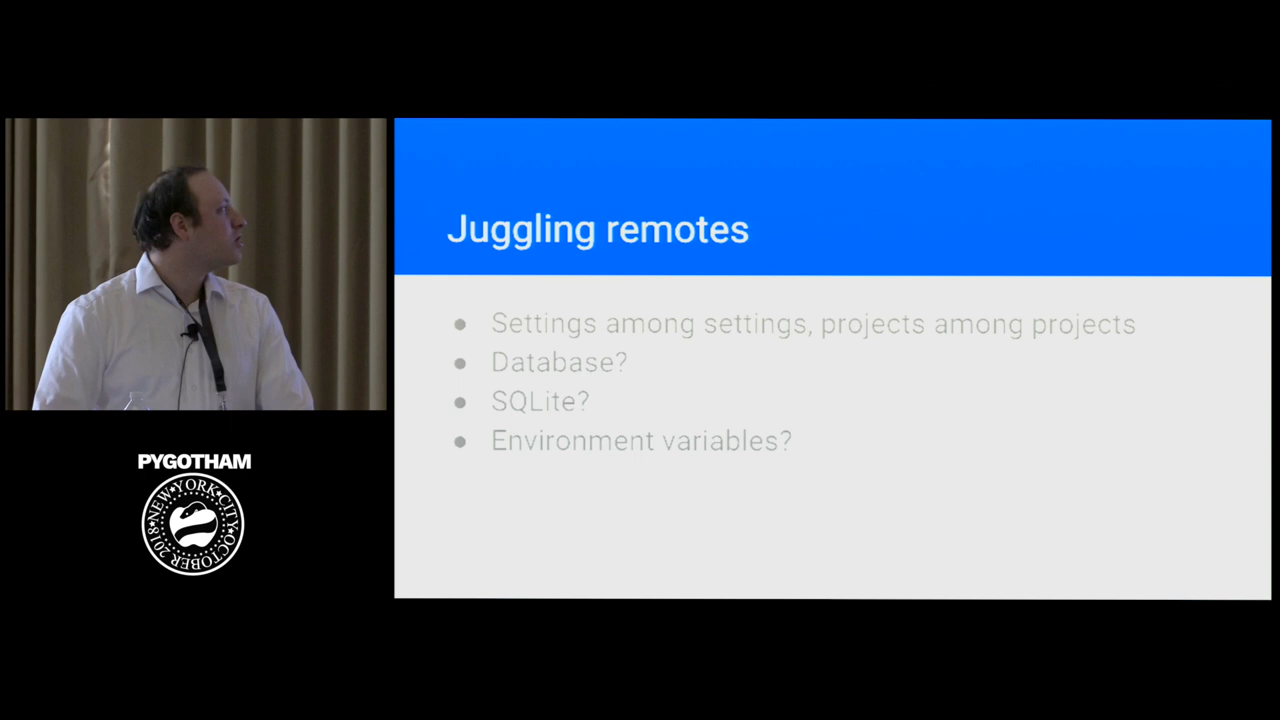 Juggling remotes
● Settings among settings, projects among projects
● Database?
● SQLite?
● Environment variables?
PYGOTHAM
NEW★YORK★CITY
OCTOBER 2018